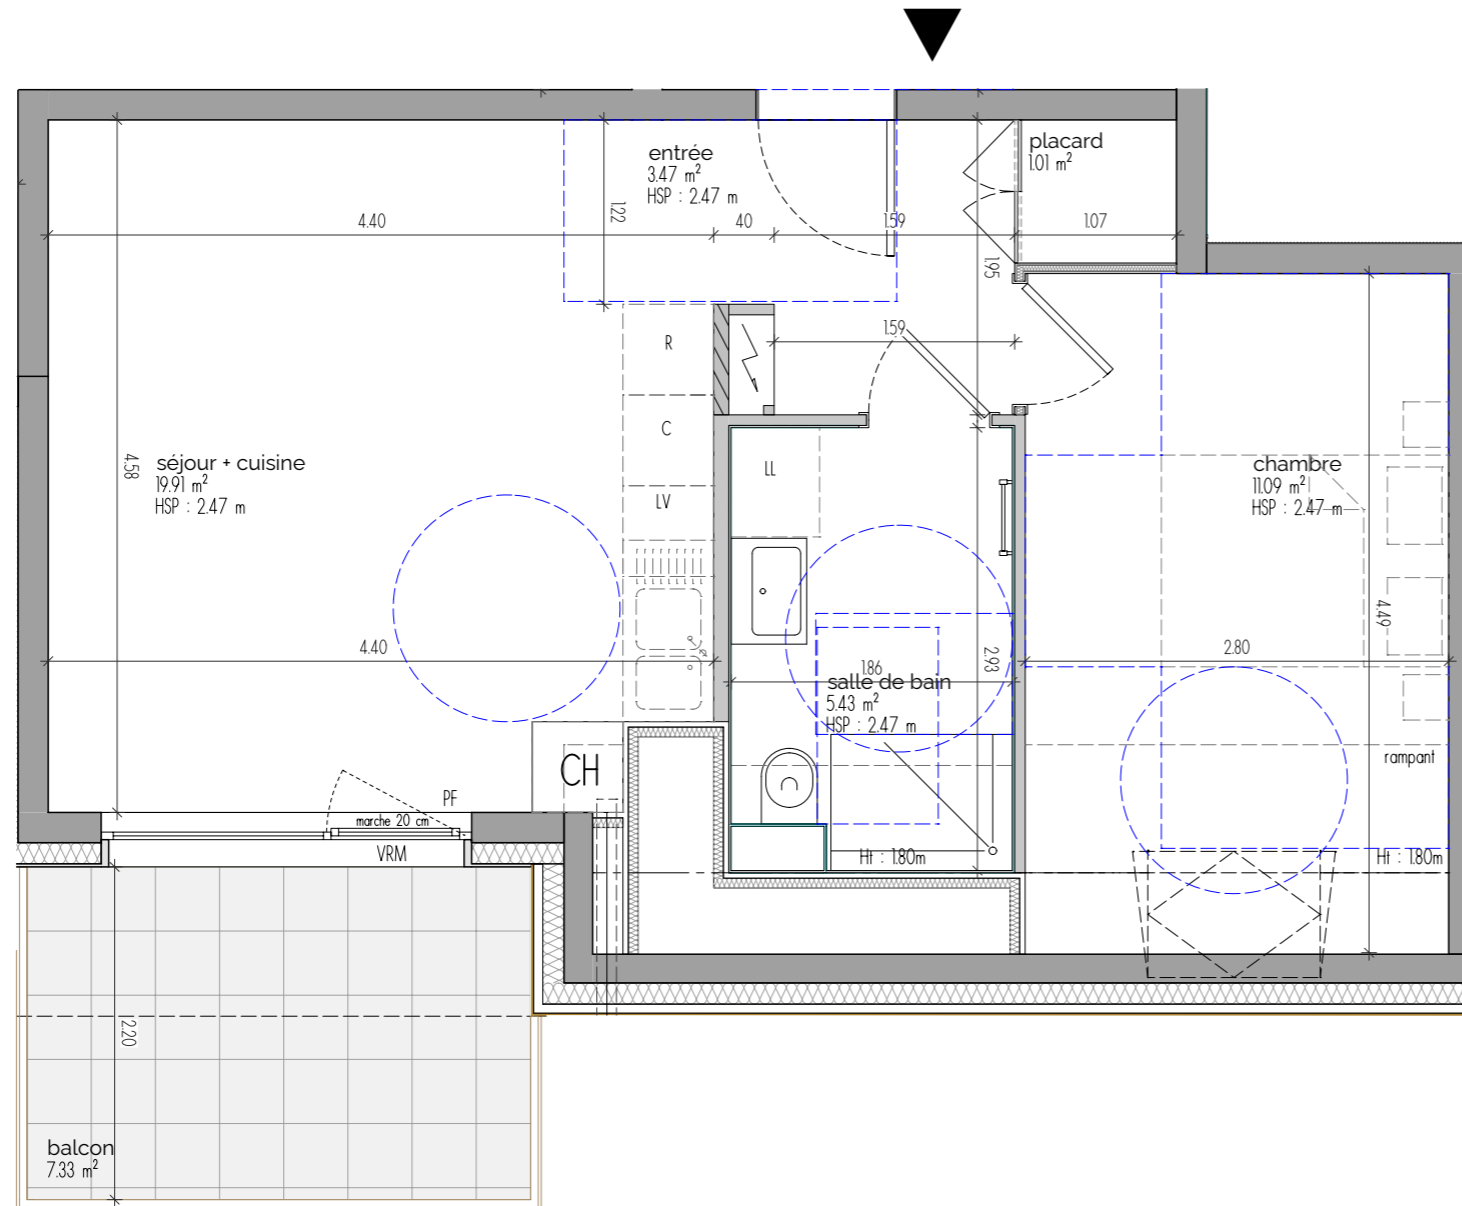 entrée
3.47 m²
HSP : 2.47 m
placard
1.01 m²
4.40
1.22
40
1.59
1.07
1.95
R
1.59
C
séjour + cuisine
19.91 m²
HSP : 2.47 m
4.58
LV
LL
chambre
11.09 m²
HSP : 2.47 m
4.49
4.40
2.93
2.80
1.86
salle de bain
5.43 m²
HSP : 2.47 m
CH
rampant
PF
marche 20 cm
VRM
Ht : 1.80m
Ht : 1.80m
2.20
balcon
7.33 m²